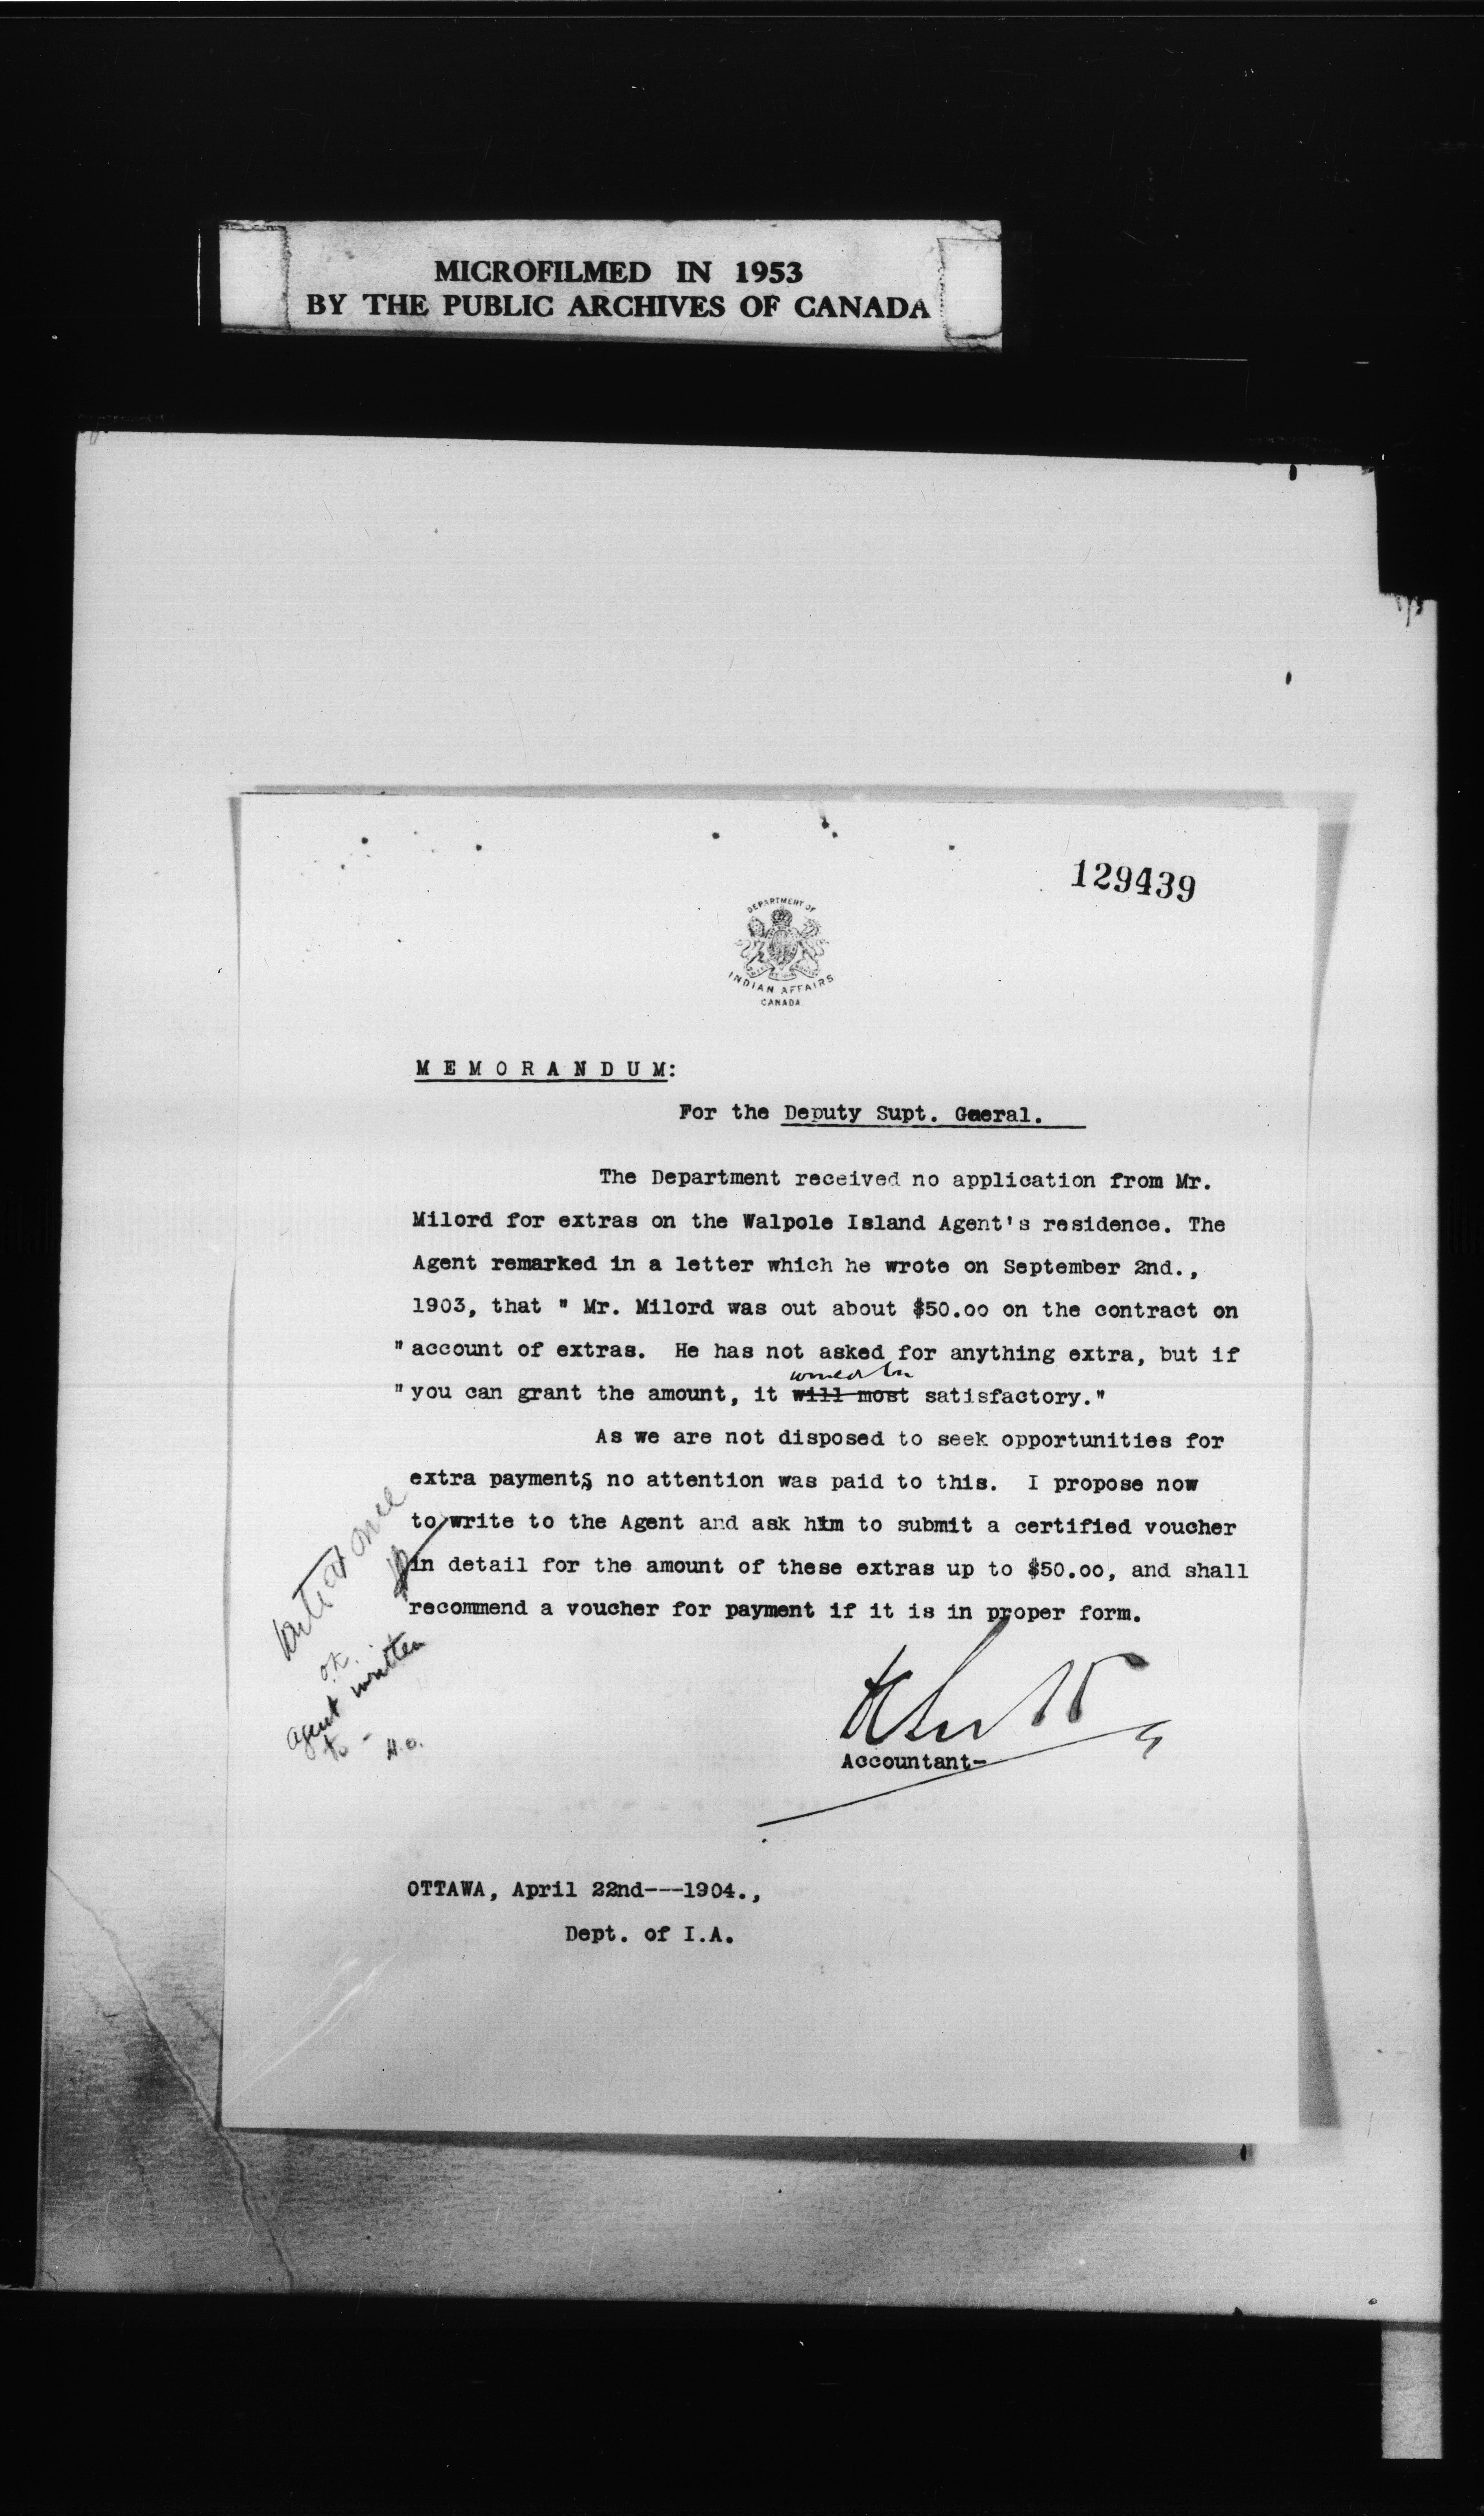 MICROFILMED IN 1953
BY THE PUBLIC ARCHIVES OF CANADA
129439
DEPARTMENT OF
INDIAN AFFAIRS
CANADA
MEMORANDUM:
For the Deputy Supt. Gneral.
The Department received no application from Mr.
Milord for extras on the Walpole Island Agent's residence. The
Agent remarked in a letter which he wrote on September 2nd.,
1903, that " Mr. Milord was out about $50.00 on the contract on
"account of extras. He has not asked for anything extra, but if
would be
"you can grant the amount, it will most satisfactory."
As we are not disposed to seek opportunities for
extra payments no attention was paid to this. I propose now
to write to the Agent and ask him to submit a certified voucher
in detail for the amount of these extras up to $50.00, and shall
recommend a voucher for payment if it is in proper form.
write at once
O.K.
agent written
to -
Accountant-
OTTAWA, April 22nd---1904.,
Dept. of I.A.